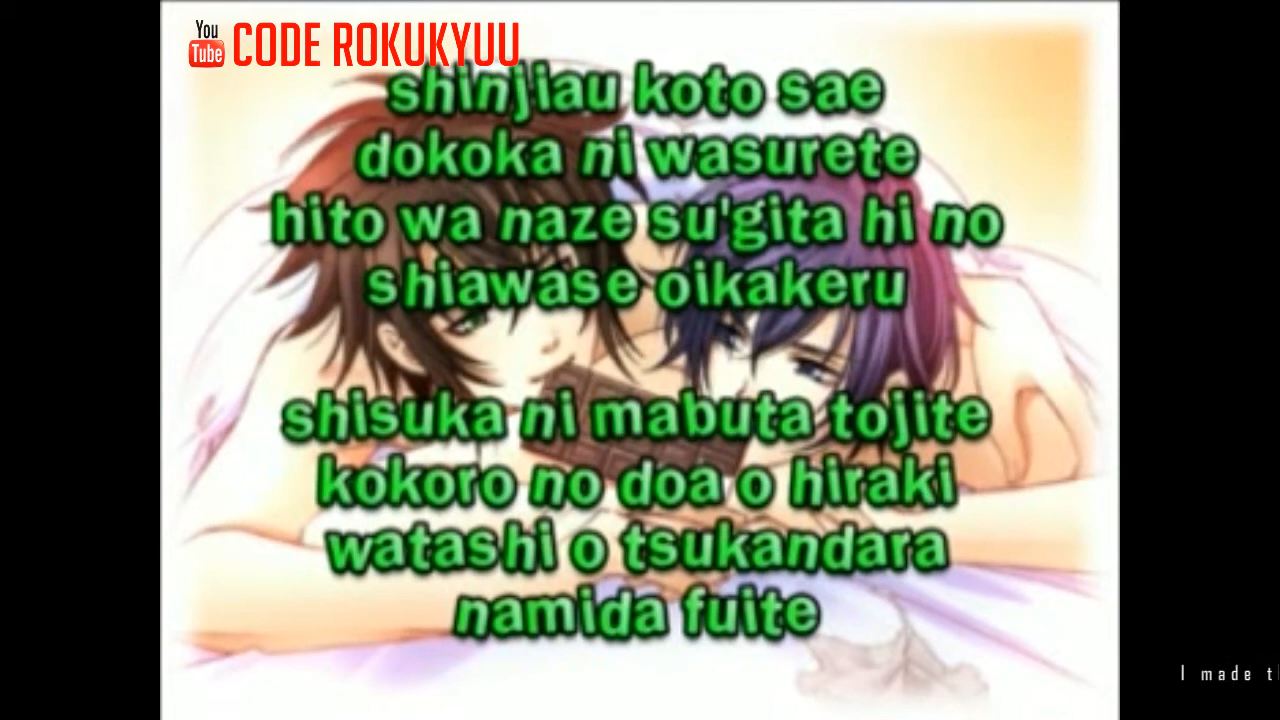 You
Tube CODE ROKUKYUU
shinjiau koto sae
dokoka ni wasurete
hito wa naze su'gita hi no
shiawase oikakeru
shisuka ni mabuta tojite
kokoro no doa o hiraki
watashi o tsukandara
namida fuite
I made